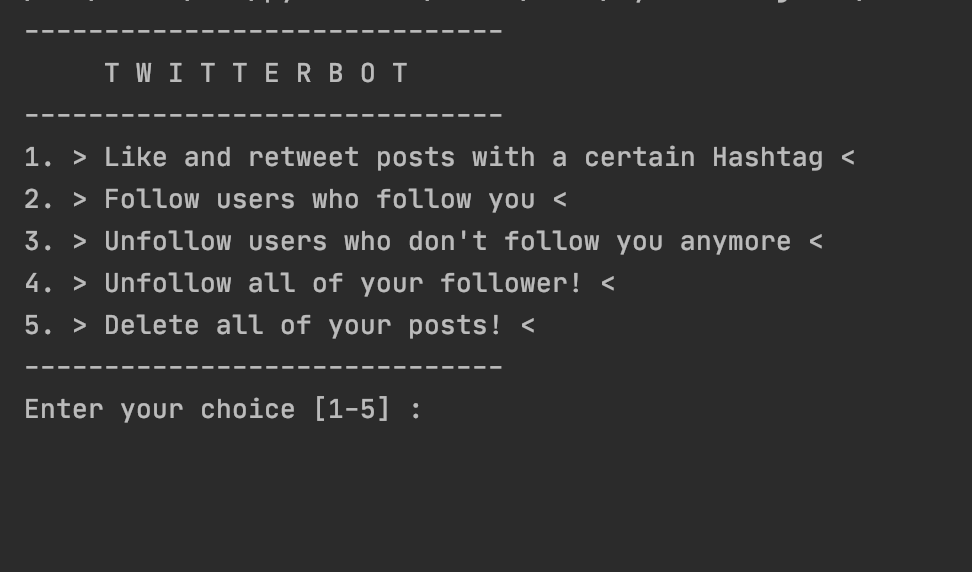 ------------------------------
T W I T T E R B O T
------------------------------
1. > Like and retweet posts with a certain Hashtag <
2. > Follow users who follow you <
3. > Unfollow users who don't follow you anymore <
4. > Unfollow all of your follower! <
5. > Delete all of your posts! <
------------------------------
Enter your choice [1-5] :